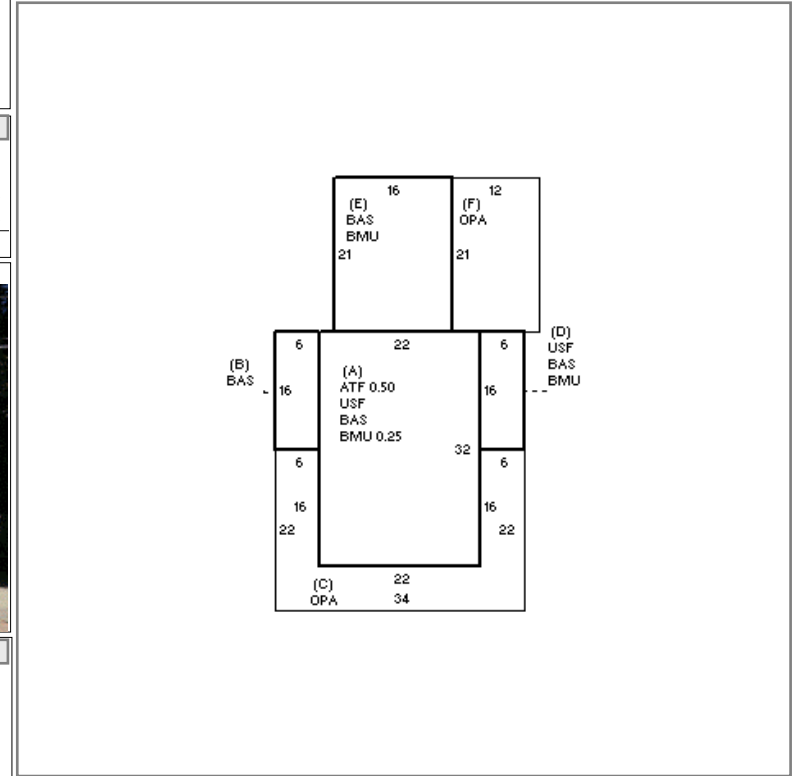 16
12
(E)
BAS
BMU
(F)
OPA
21
21
6
22
6
(D)
USF
BAS
BMU
(B)
BAS
(A)
ATF 0.50
USF
BAS
BMU 0.25
16
16
32
6
6
16
16
22
22
22
(C)
OPA
34